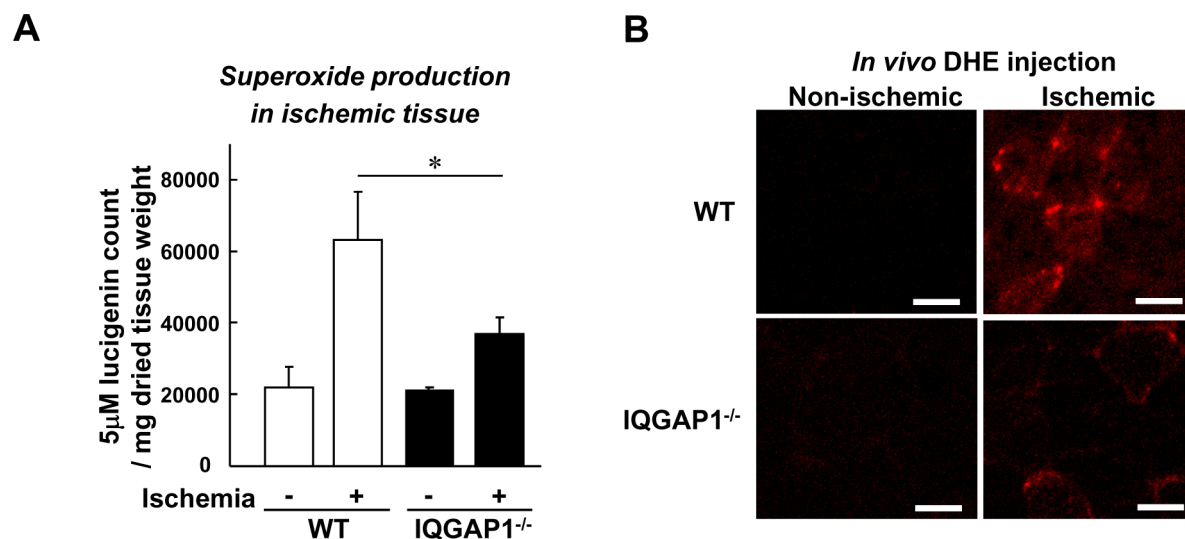 A
Superoxide production
in ischemic tissue
5μM lucigenin count
/ mg dried tissue weight
80000
60000
40000
20000
0
*
Ischemia - + - +
WT IQGAP1-/-
B
In vivo DHE injection
Non-ischemic Ischemic
WT
IQGAP1-/-